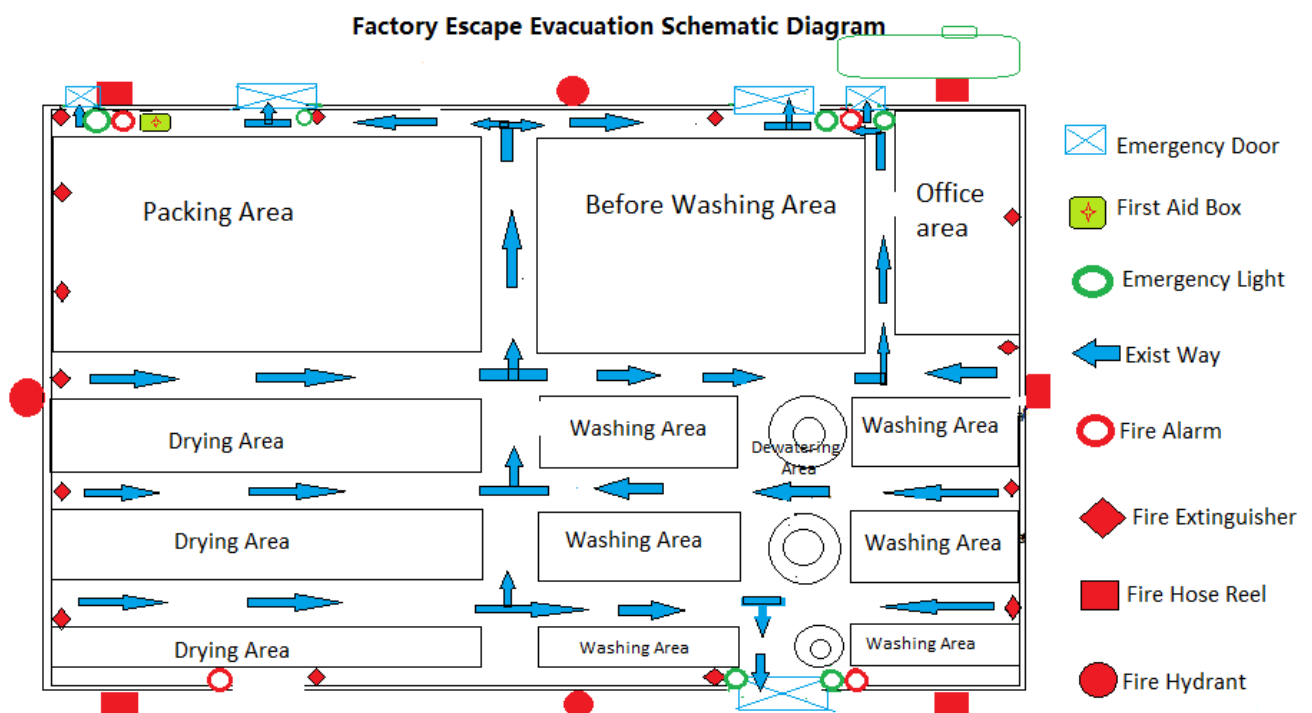 Factory Escape Evacuation Schematic Diagram
Packing Area
Before Washing Area
Office
area
Emergency Door
First Aid Box
Emergency Light
Exist Way
Fire Alarm
Fire Extinguisher
Fire Hose Reel
Fire Hydrant
Drying Area
Washing Area
Dewatering
Area
Washing Area
Drying Area
Washing Area
Washing Area
Drying Area
Washing Area
Washing Area